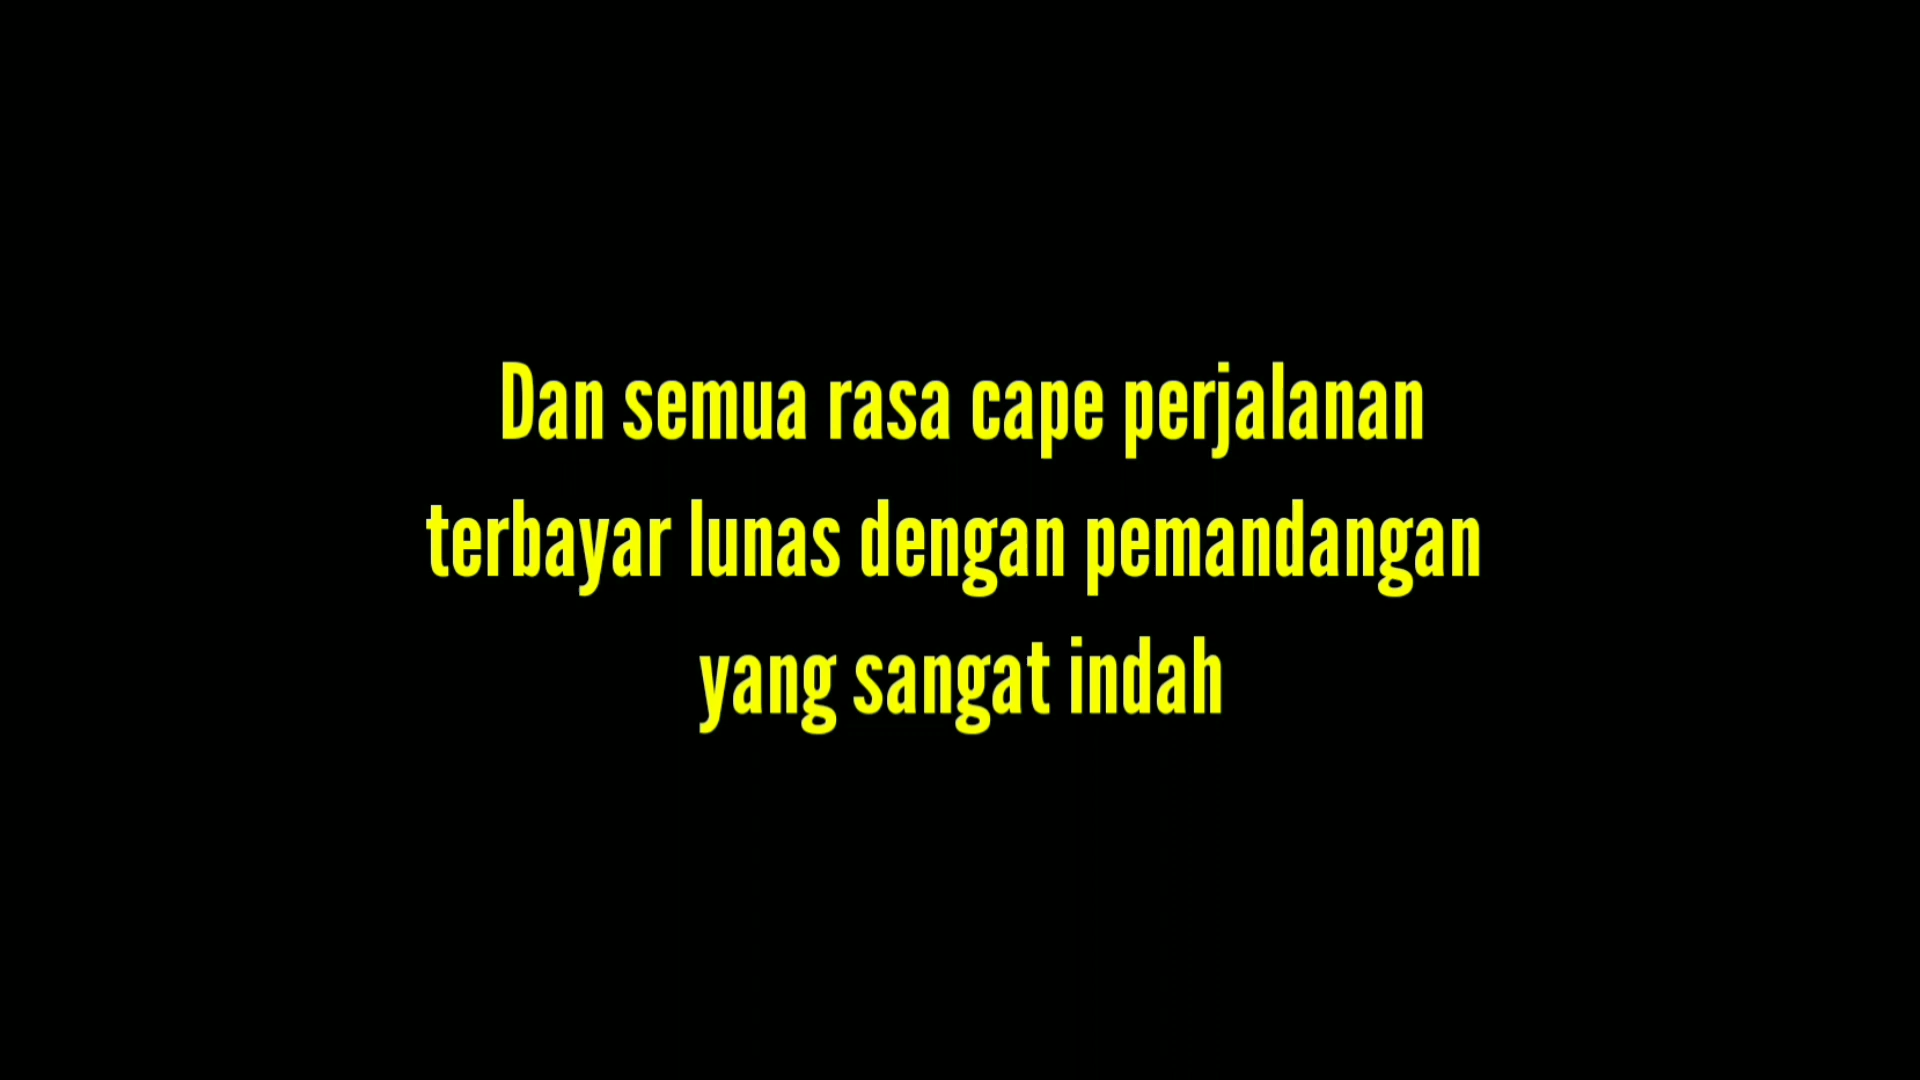 Dan semua rasa cape perjalanan
terbayar lunas dengan pemandangan
yang sangat indah